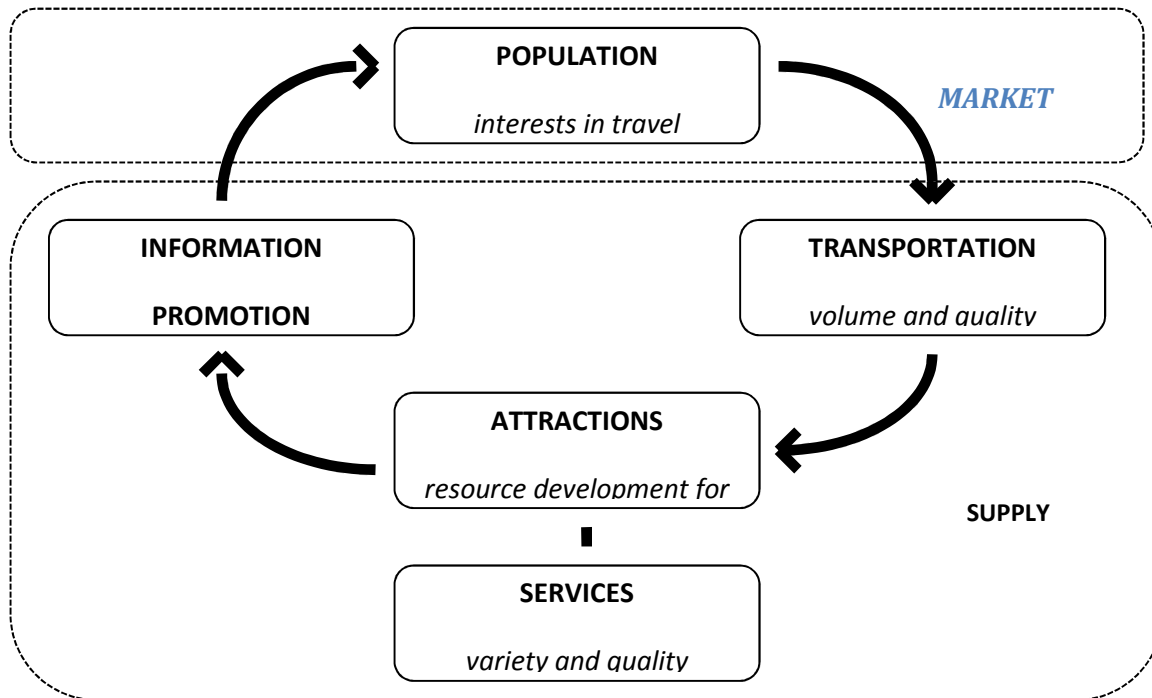 POPULATION
interests in travel
MARKET
INFORMATION
PROMOTION
TRANSPORTATION
volume and quality
ATTRACTIONS
resource development for
SUPPLY
SERVICES
variety and quality